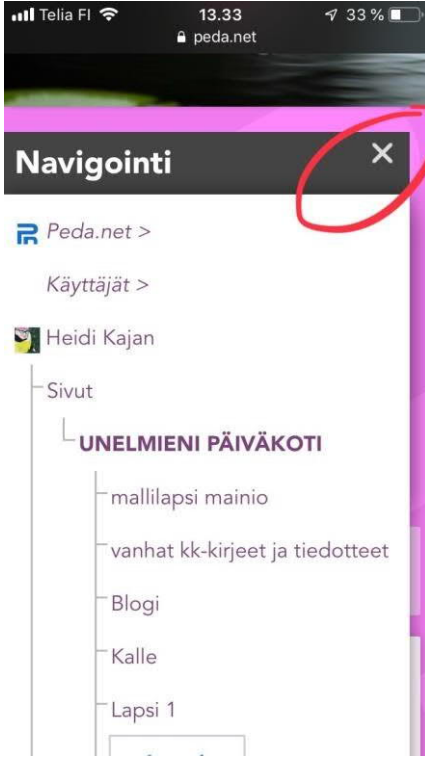 Telia FI 13.33 33 %
peda.net
Navigointi
Peda.net >
Käyttäjät >
Heidi Kajan
Sivut
UNELMIENI PÄIVÄKOTI
mallilapsi mainio
vanhat kk-kirjeet ja tiedotteet
Blogi
Kalle
Lapsi 1